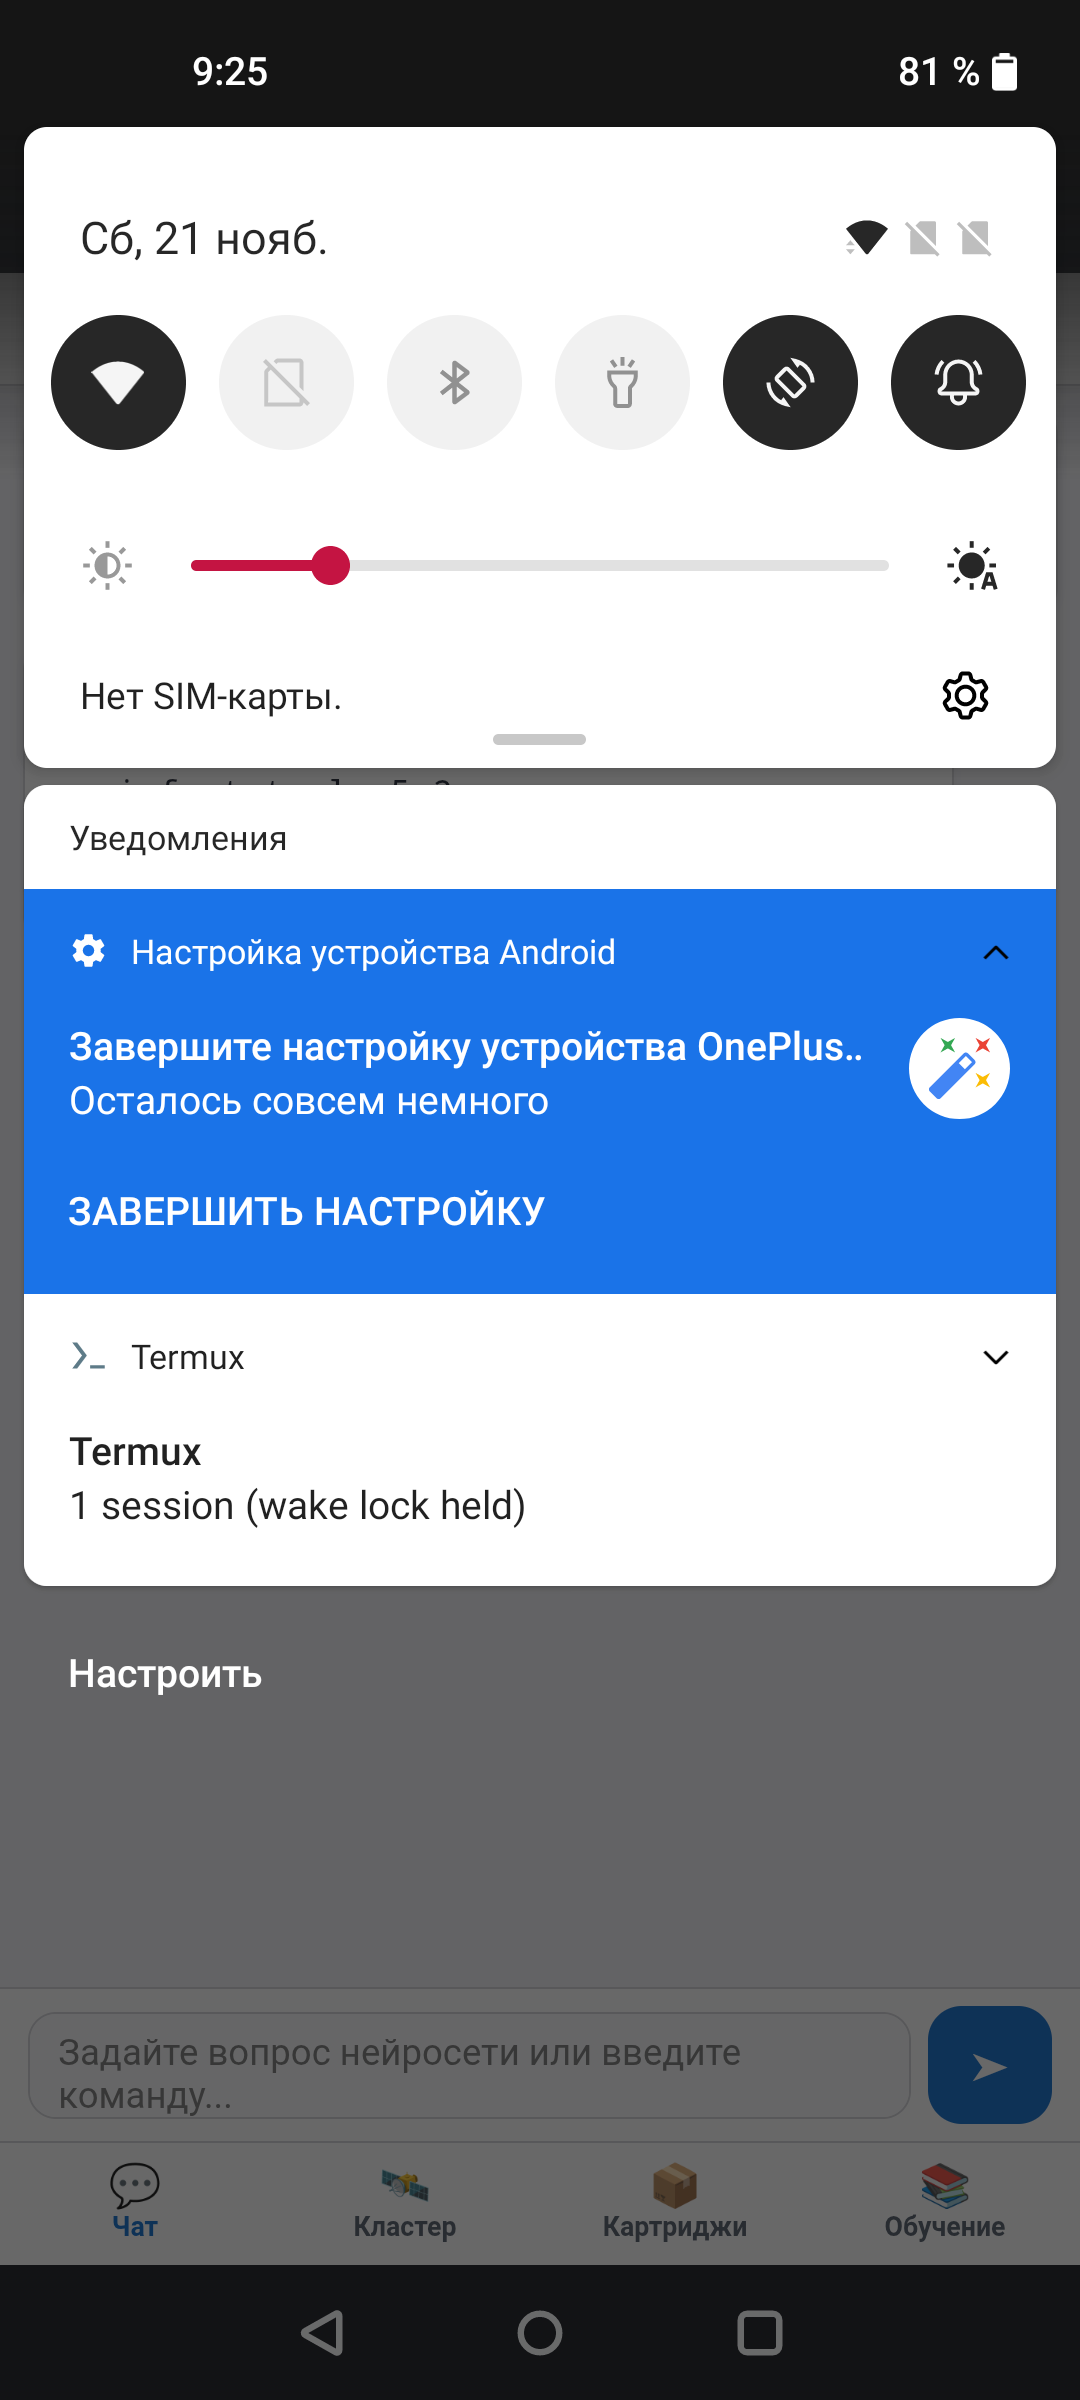 9:25
81 %
Сб, 21 нояб.
Нет SIM-карты.
Уведомления
Настройка устройства Android
Завершите настройку устройства OnePlus..
Осталось совсем немного
ЗАВЕРШИТЬ НАСТРОЙКУ
Termux
Termux
1 session (wake lock held)
Настроить
Задайте вопрос нейросети или введите
команду...
Чат
Кластер
Картриджи
Обучение